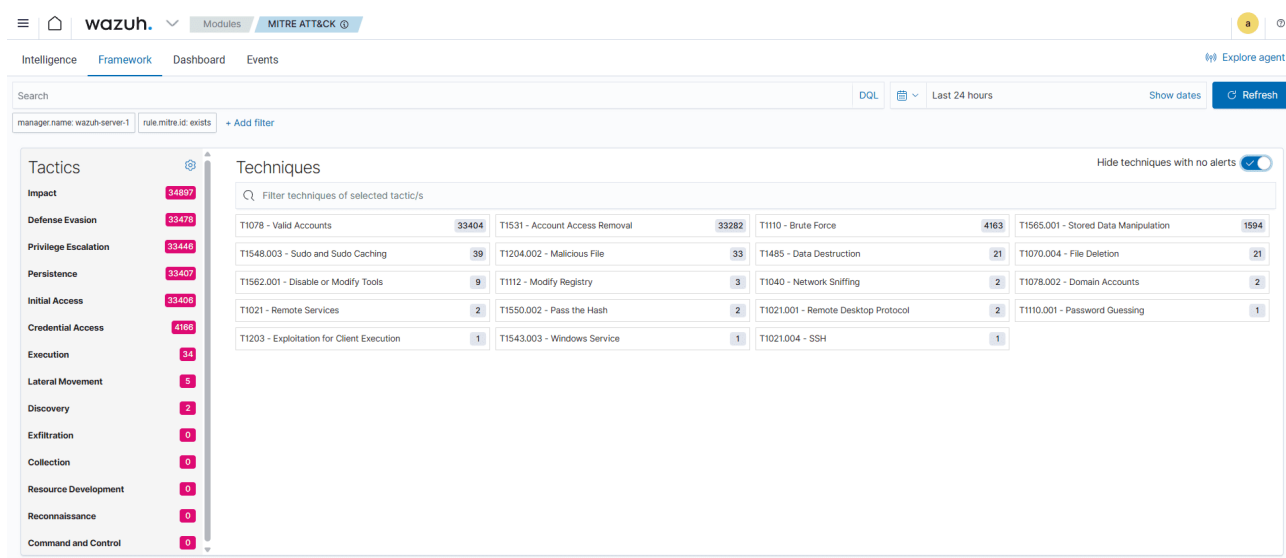 wazuh. Modules MITRE ATT&CK
a
Intelligence Framework Dashboard Events Explore agent
Search DQL Last 24 hours Show dates Refresh
manager.name: wazuh-server-1 rule.mitre.id: exists + Add filter
Tactics
Impact 34897
Defense Evasion 33478
Privilege Escalation 33446
Persistence 33407
Initial Access 33406
Credential Access 4166
Execution 34
Lateral Movement 5
Discovery 2
Exfiltration 0
Collection 0
Resource Development 0
Reconnaissance 0
Command and Control 0
Techniques Hide techniques with no alerts
Filter techniques of selected tactic/s
T1078 - Valid Accounts 33404 T1531 - Account Access Removal 33282 T1110 - Brute Force 4163 T1565.001 - Stored Data Manipulation 1594
T1548.003 - Sudo and Sudo Caching 39 T1204.002 - Malicious File 33 T1485 - Data Destruction 21 T1070.004 - File Deletion 21
T1562.001 - Disable or Modify Tools 9 T1112 - Modify Registry 3 T1040 - Network Sniffing 2 T1078.002 - Domain Accounts 2
T1021 - Remote Services 2 T1550.002 - Pass the Hash 2 T1021.001 - Remote Desktop Protocol 2 T1110.001 - Password Guessing 1
T1203 - Exploitation for Client Execution 1 T1543.003 - Windows Service 1 T1021.004 - SSH 1